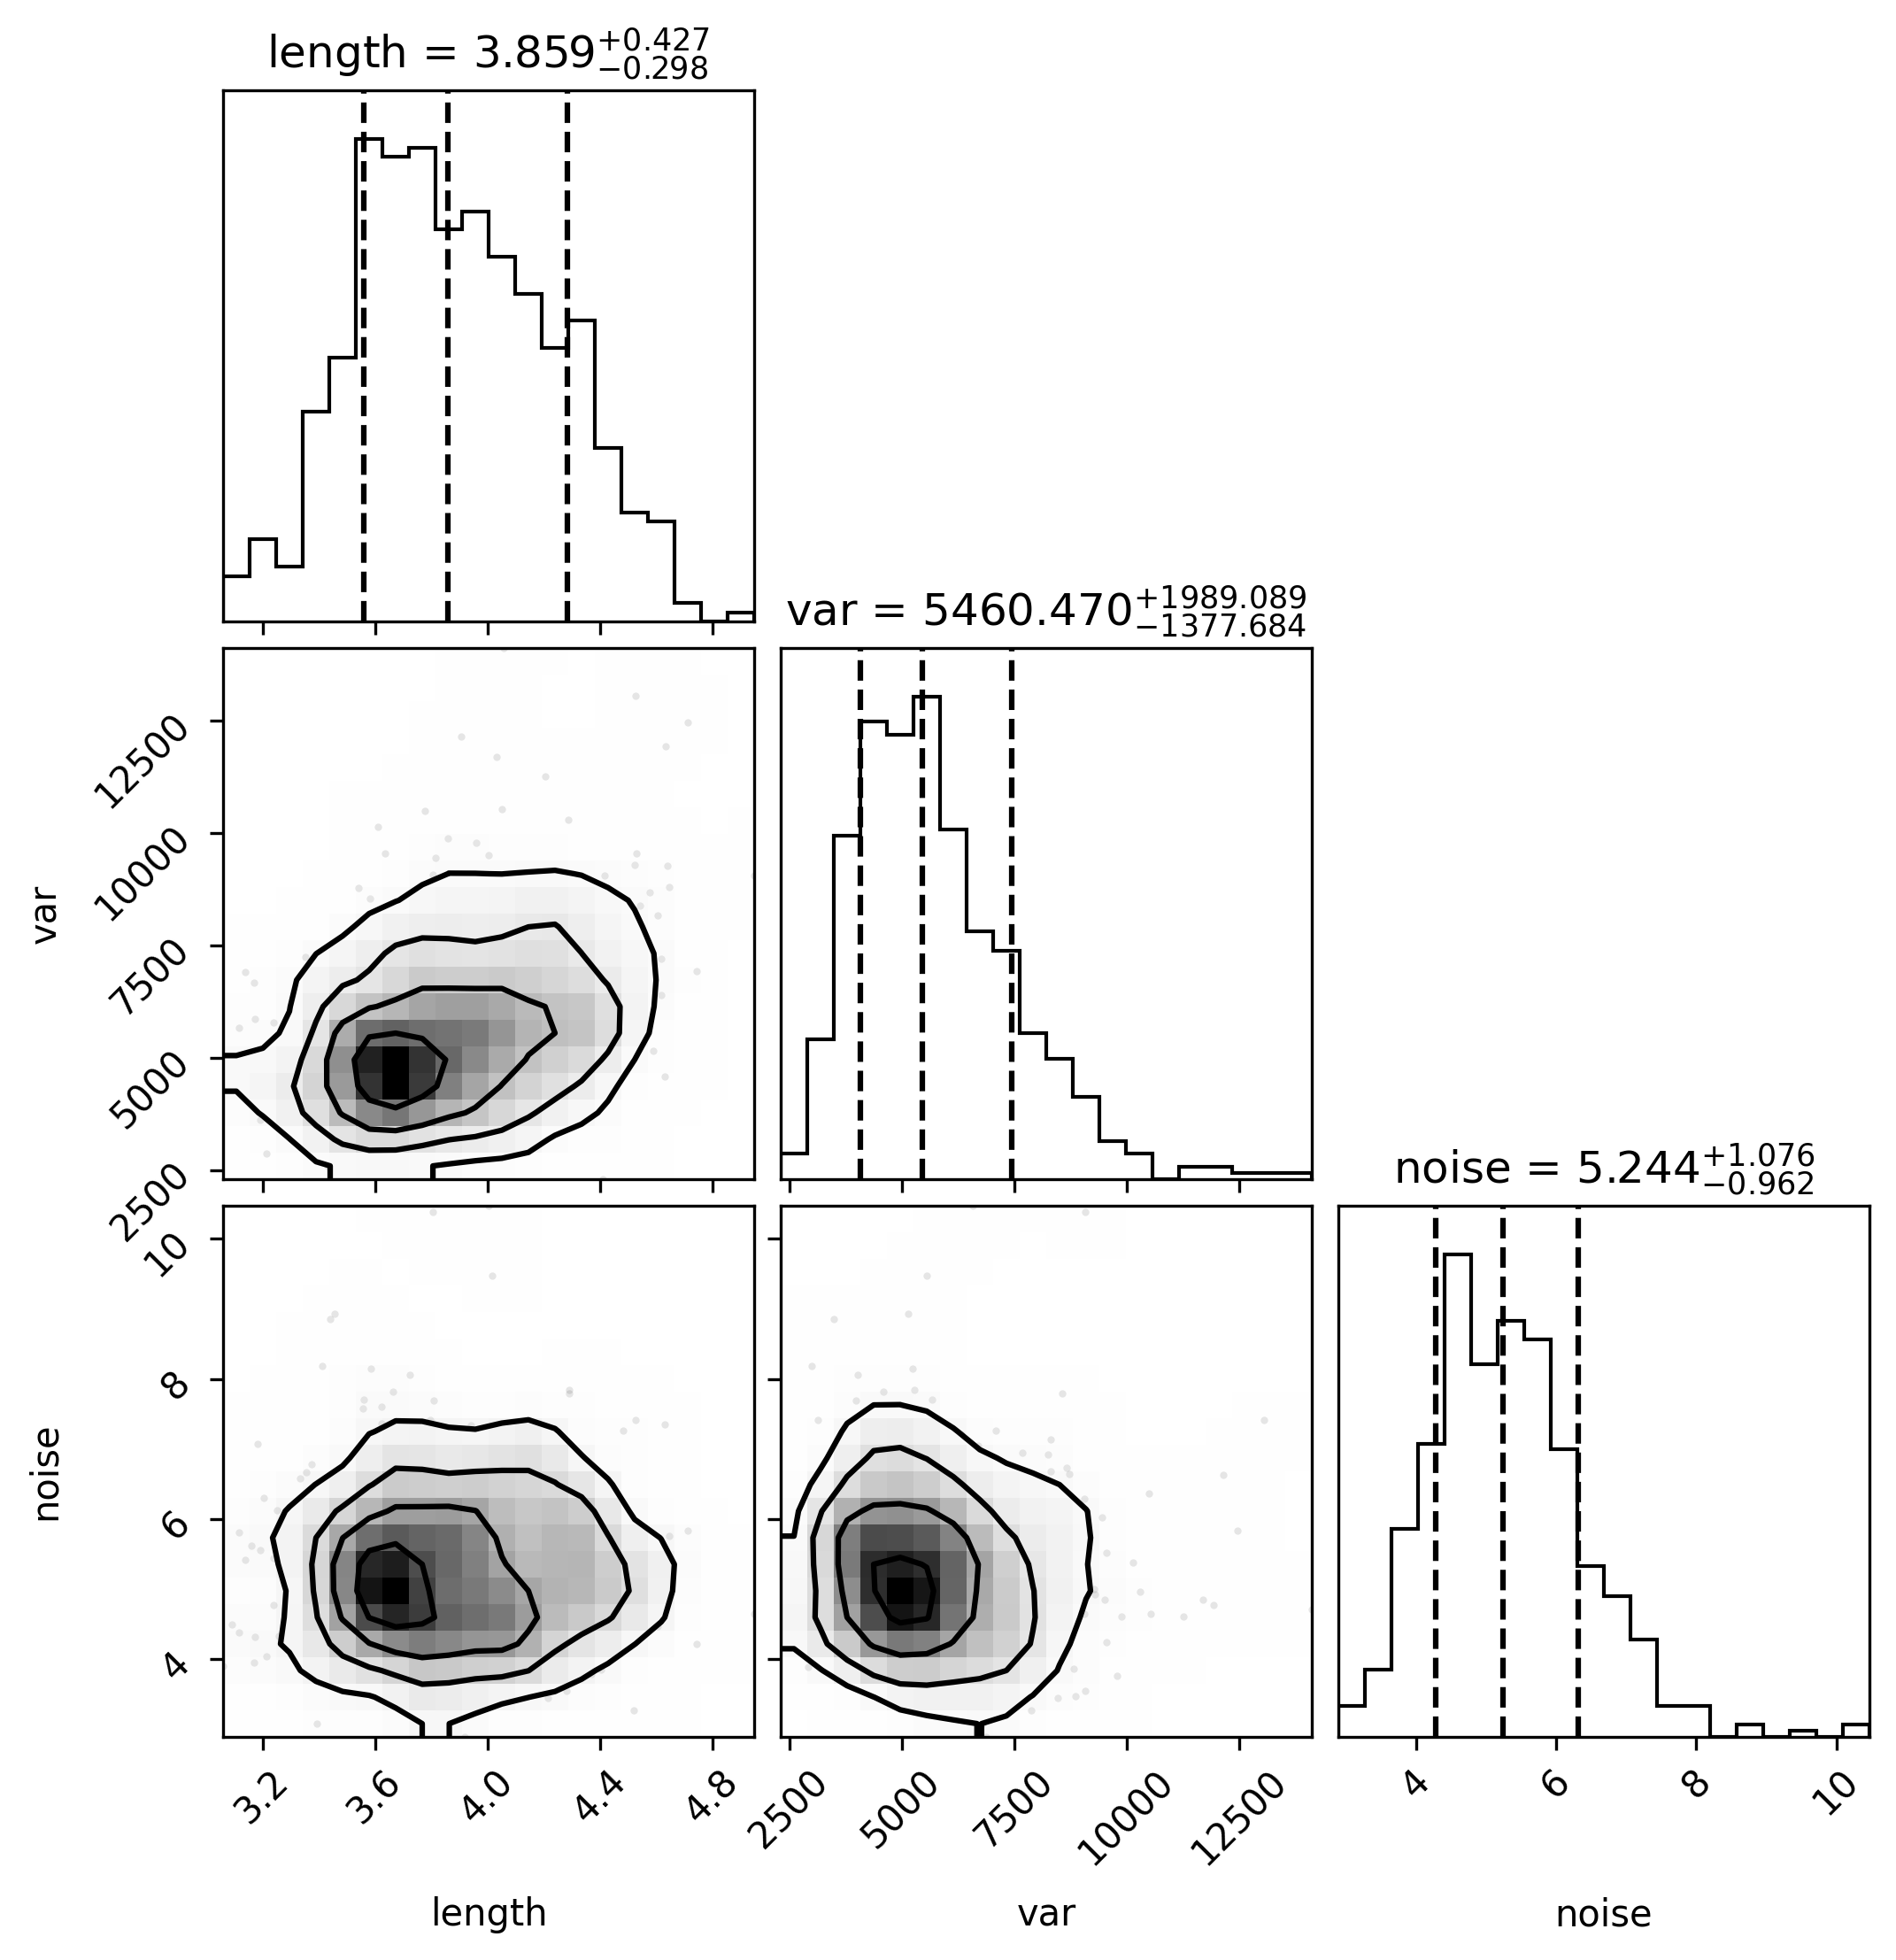 length = 3.859 +0.427 −0.298
var = 5460.470 +1989.089 −1377.684
12500
10000
7500
5000
2500
var
noise = 5.244 +1.076 −0.962
10
8
6
4
noise
3.2 3.6 4.0 4.4 4.8 2500 5000 7500 10000 12500 4 6 8 10
length var noise